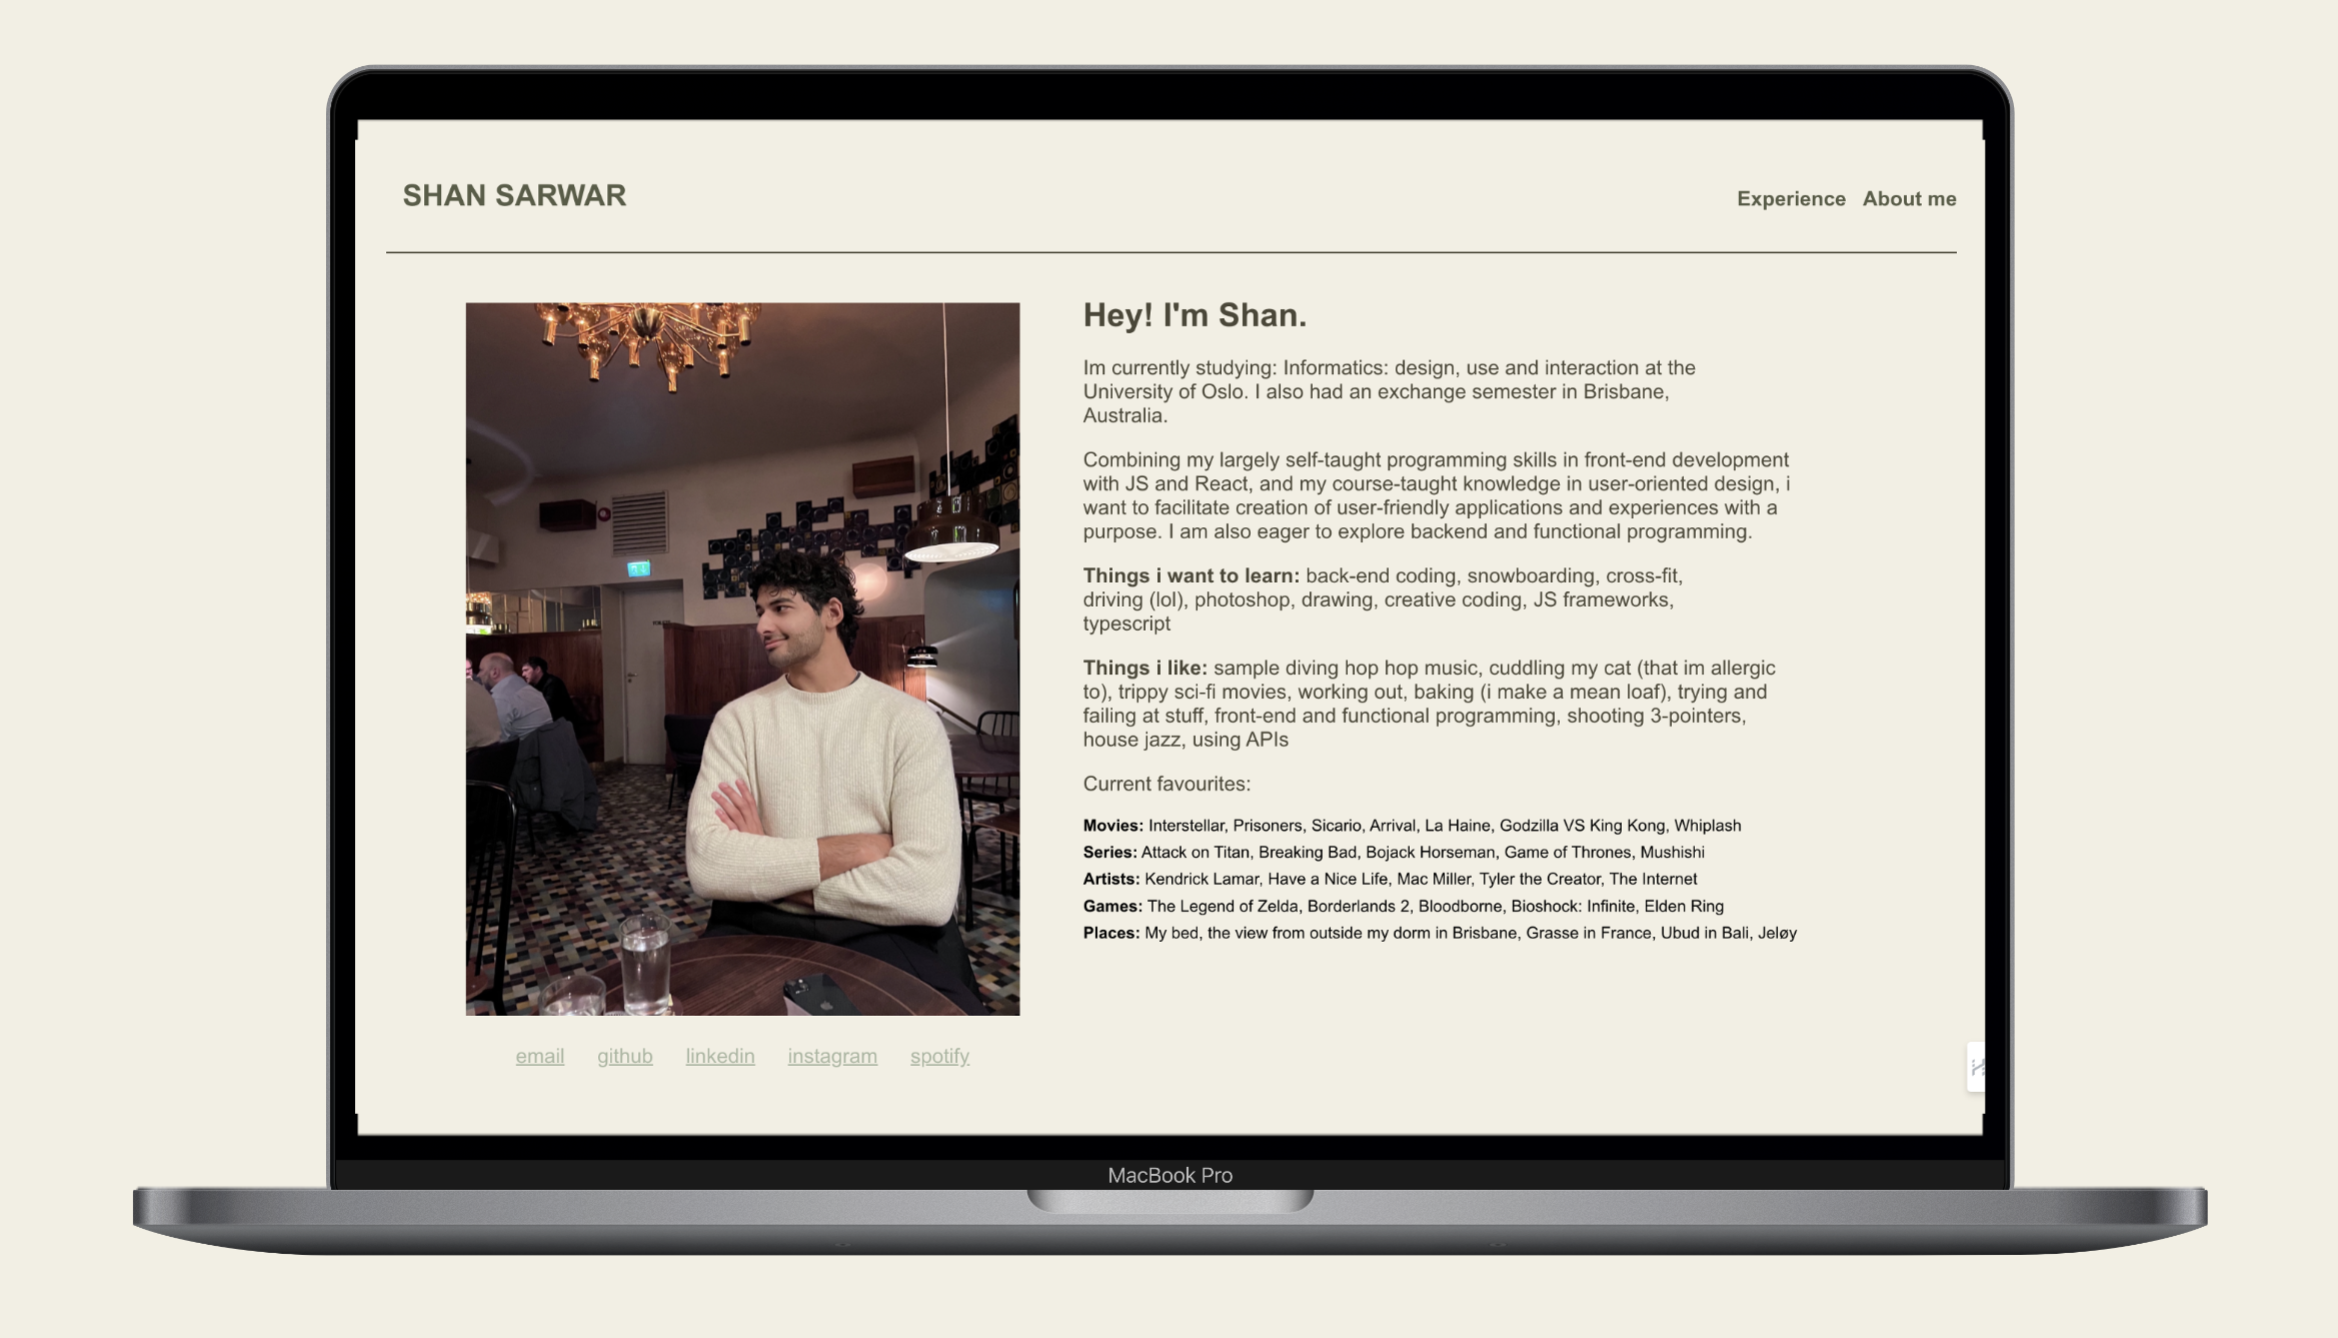 SHAN SARWAR
Experience About me
Hey! I'm Shan.
Im currently studying: Informatics: design, use and interaction at the
University of Oslo. I also had an exchange semester in Brisbane,
Australia.
Combining my largely self-taught programming skills in front-end development
with JS and React, and my course-taught knowledge in user-oriented design, i
want to facilitate creation of user-friendly applications and experiences with a
purpose. I am also eager to explore backend and functional programming.
Things i want to learn: back-end coding, snowboarding, cross-fit,
driving (lol), photoshop, drawing, creative coding, JS frameworks,
typescript
Things i like: sample diving hop hop music, cuddling my cat (that im allergic
to), trippy sci-fi movies, working out, baking (i make a mean loaf), trying and
failing at stuff, front-end and functional programming, shooting 3-pointers,
house jazz, using APIs
Current favourites:
Movies: Interstellar, Prisoners, Sicario, Arrival, La Haine, Godzilla VS King Kong, Whiplash
Series: Attack on Titan, Breaking Bad, Bojack Horseman, Game of Thrones, Mushishi
Artists: Kendrick Lamar, Have a Nice Life, Mac Miller, Tyler the Creator, The Internet
Games: The Legend of Zelda, Borderlands 2, Bloodborne, Bioshock: Infinite, Elden Ring
Places: My bed, the view from outside my dorm in Brisbane, Grasse in France, Ubud in Bali, Jeløy
email github linkedin instagram spotify
MacBook Pro